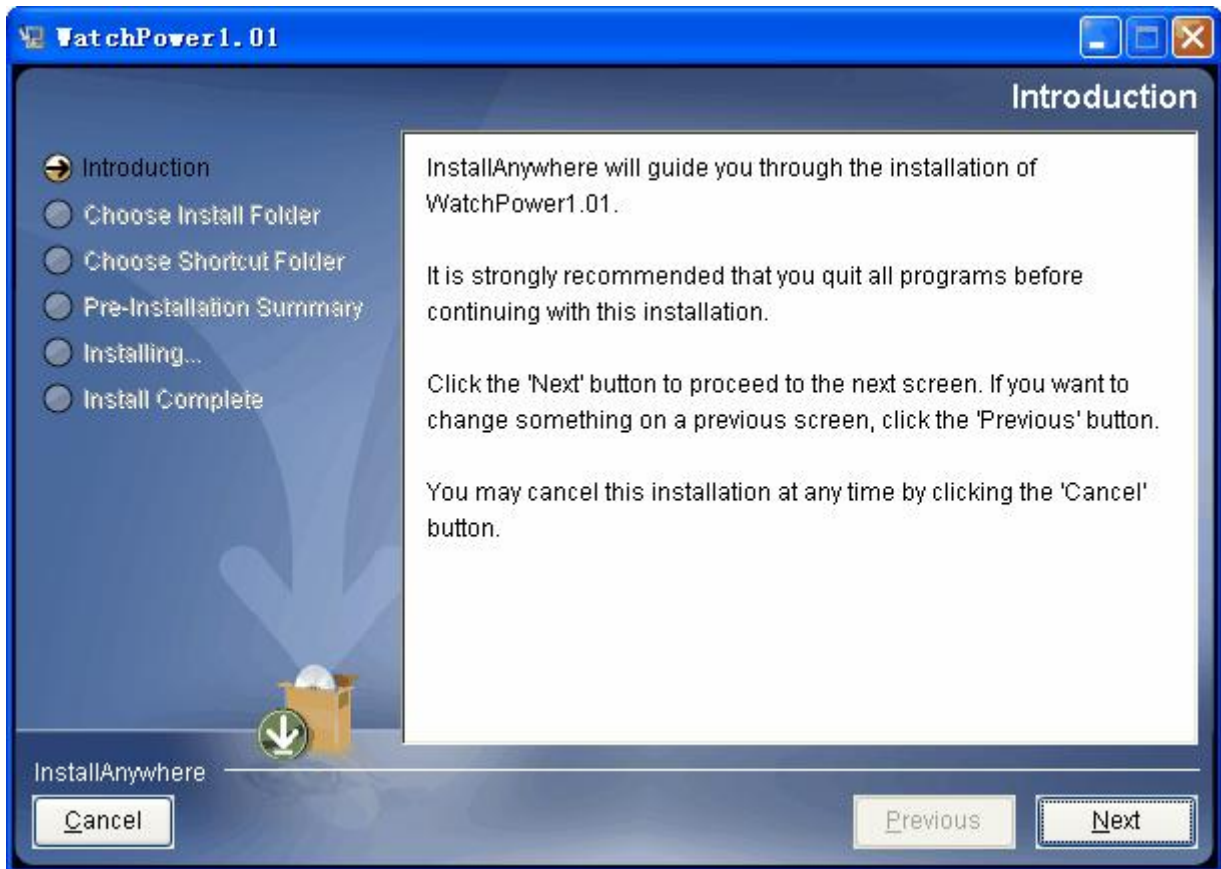 WatchPower1.01
Introduction
Introduction
Choose Install Folder
Choose Shortcut Folder
Pre-Installation Summary
Installing...
Install Complete
InstallAnywhere will guide you through the installation of
WatchPower1.01.
It is strongly recommended that you quit all programs before
continuing with this installation.
Click the 'Next' button to proceed to the next screen. If you want to
change something on a previous screen, click the 'Previous' button.
You may cancel this installation at any time by clicking the 'Cancel'
button.
InstallAnywhere
Cancel
Previous
Next